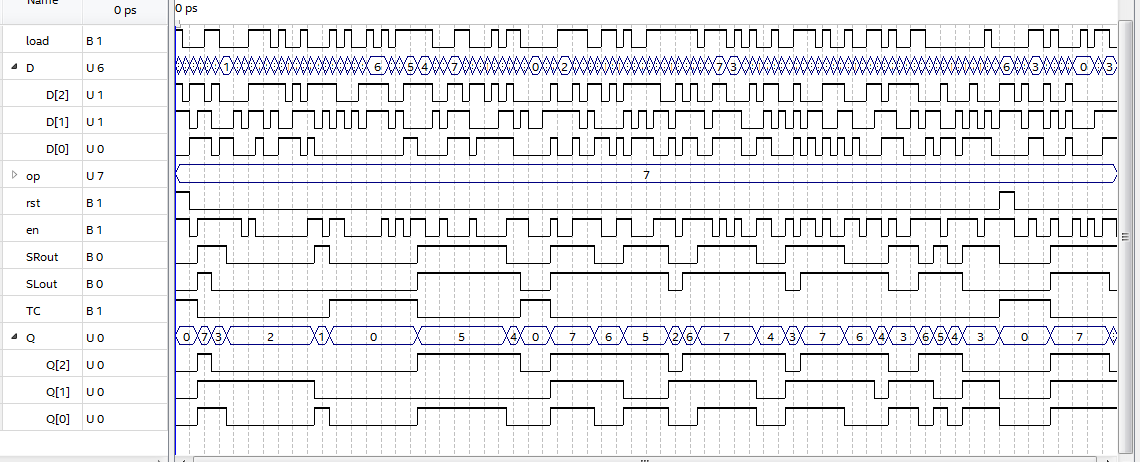 Name 0 ps 0 ps
load B 1
D U 6 1 6 5 4 7 0 2 7 3 6 3 0 3
D[2] U 1
D[1] U 1
D[0] U 0
op U 7 7
rst B 1
en B 1
SRout B 0
SLout B 0
TC B 1
Q U 0 0 7 3 2 1 0 5 4 0 7 6 5 2 6 7 4 3 7 6 4 3 6 5 4 3 0 7
Q[2] U 0
Q[1] U 0
Q[0] U 0